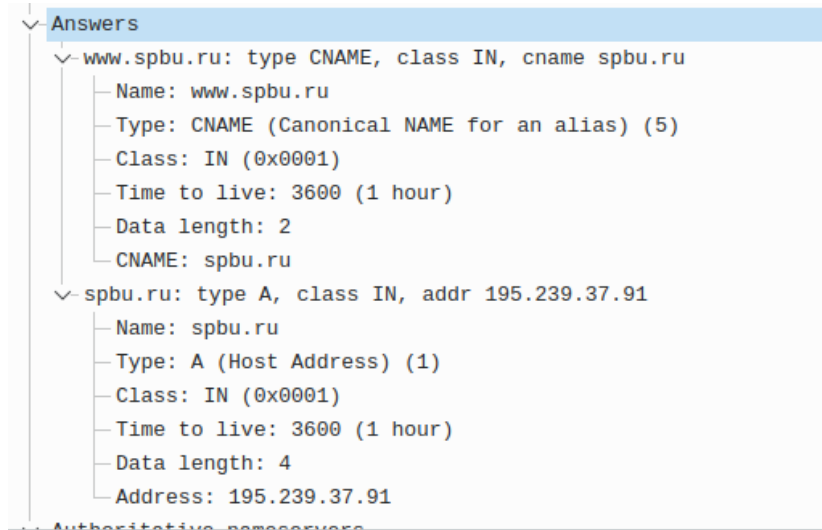 Answers
www.spbu.ru: type CNAME, class IN, cname spbu.ru
Name: www.spbu.ru
Type: CNAME (Canonical NAME for an alias) (5)
Class: IN (0x0001)
Time to live: 3600 (1 hour)
Data length: 2
CNAME: spbu.ru
spbu.ru: type A, class IN, addr 195.239.37.91
Name: spbu.ru
Type: A (Host Address) (1)
Class: IN (0x0001)
Time to live: 3600 (1 hour)
Data length: 4
Address: 195.239.37.91
Authoritative nameservers